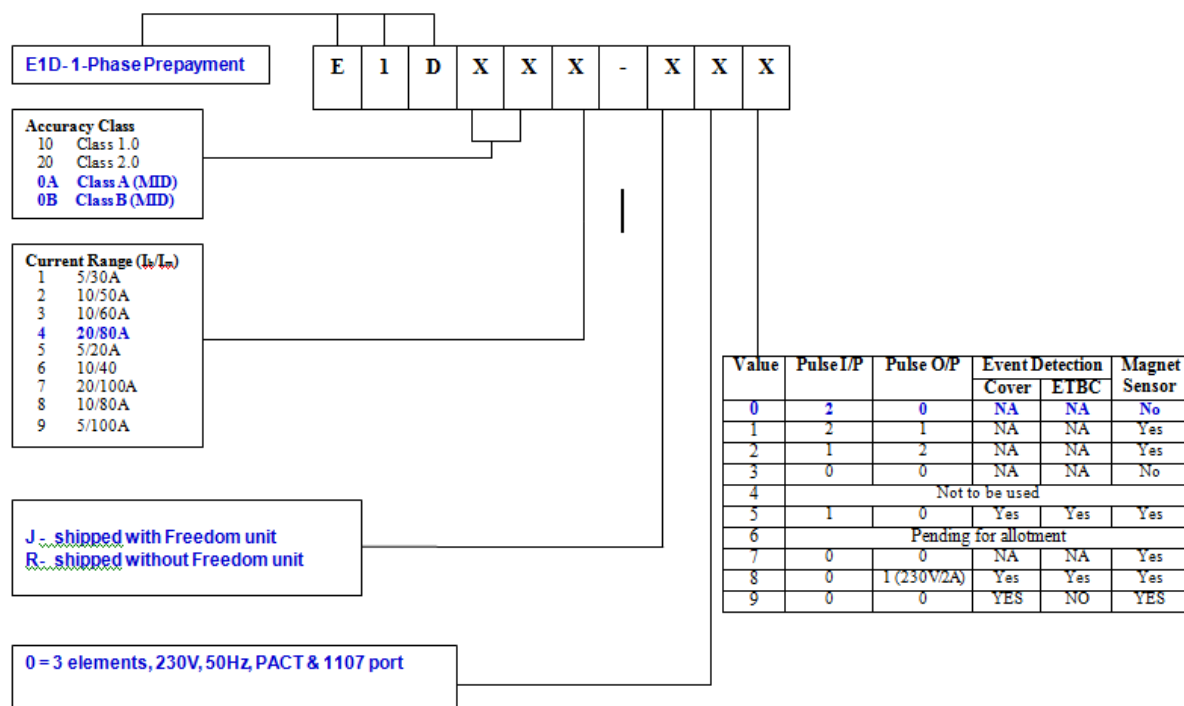 E1D- 1-Phase Prepayment
E 1 D X X X - X X X
Accuracy Class
10 Class 1.0
20 Class 2.0
0A Class A (MID)
0B Class B (MID)
Current Range (Ib/Im)
1 5/30A
2 10/50A
3 10/60A
4 20/80A
5 5/20A
6 10/40
7 20/100A
8 10/80A
9 5/100A
J - shipped with Freedom unit
R- shipped without Freedom unit
0 = 3 elements, 230V, 50Hz, PACT & 1107 port
Value Pulse I/P Pulse O/P Event Detection Magnet
Cover ETBC Sensor
0 2 0 NA NA No
1 2 1 NA NA Yes
2 1 2 NA NA Yes
3 0 0 NA NA No
4 Not to be used
5 1 0 Yes Yes Yes
6 Pending for allotment
7 0 0 NA NA Yes
8 0 1 (230V/2A) Yes Yes Yes
9 0 0 YES NO YES